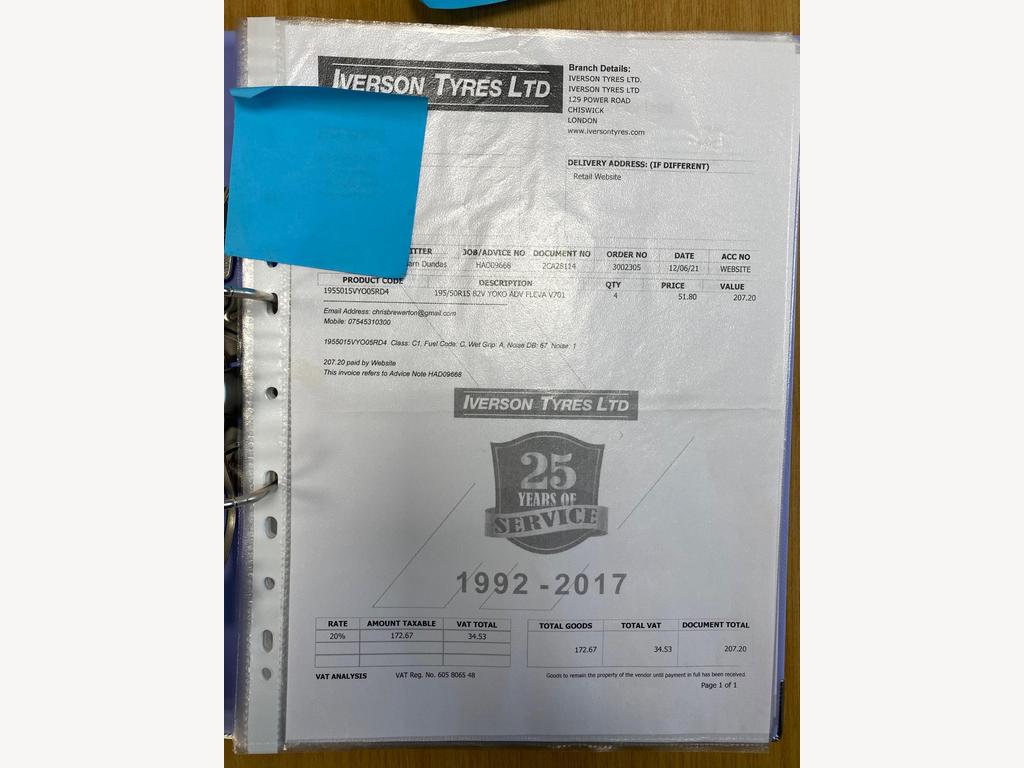 IVERSON TYRES LTD
Branch Details:
IVERSON TYRES LTD.
IVERSON TYRES LTD
129 POWER ROAD
CHISWICK
LONDON
www.iversontyres.com
DELIVERY ADDRESS: (IF DIFFERENT)
Retail Website
ITTER JOB/ADVICE NO DOCUMENT NO ORDER NO DATE ACC NO
arn Dundas HAD09668 2CA28114 3002305 12/06/21 WEBSITE
PRODUCT CODE DESCRIPTION QTY PRICE VALUE
1955015VYO05RD4 195/50R15 82V YOKO ADV FLEVA V701 4 51.80 207.20
Email Address: chrisbrewerton@gmail.com
Mobile: 07545310300
1955015VYO05RD4 Class: C1, Fuel Code: C, Wet Grip: A, Noise DB: 67 Noise: 1
207.20 paid by Website
This invoice refers to Advice Note HAD09668
IVERSON TYRES LTD
25
YEARS OF
SERVICE
1992 - 2017
RATE AMOUNT TAXABLE VAT TOTAL TOTAL GOODS TOTAL VAT DOCUMENT TOTAL
20% 172.67 34.53
172.67 34.53 207.20
VAT ANALYSIS VAT Reg. No. 605 8065 48 Goods to remain the property of the vendor until payment in full has been received.
Page 1 of 1